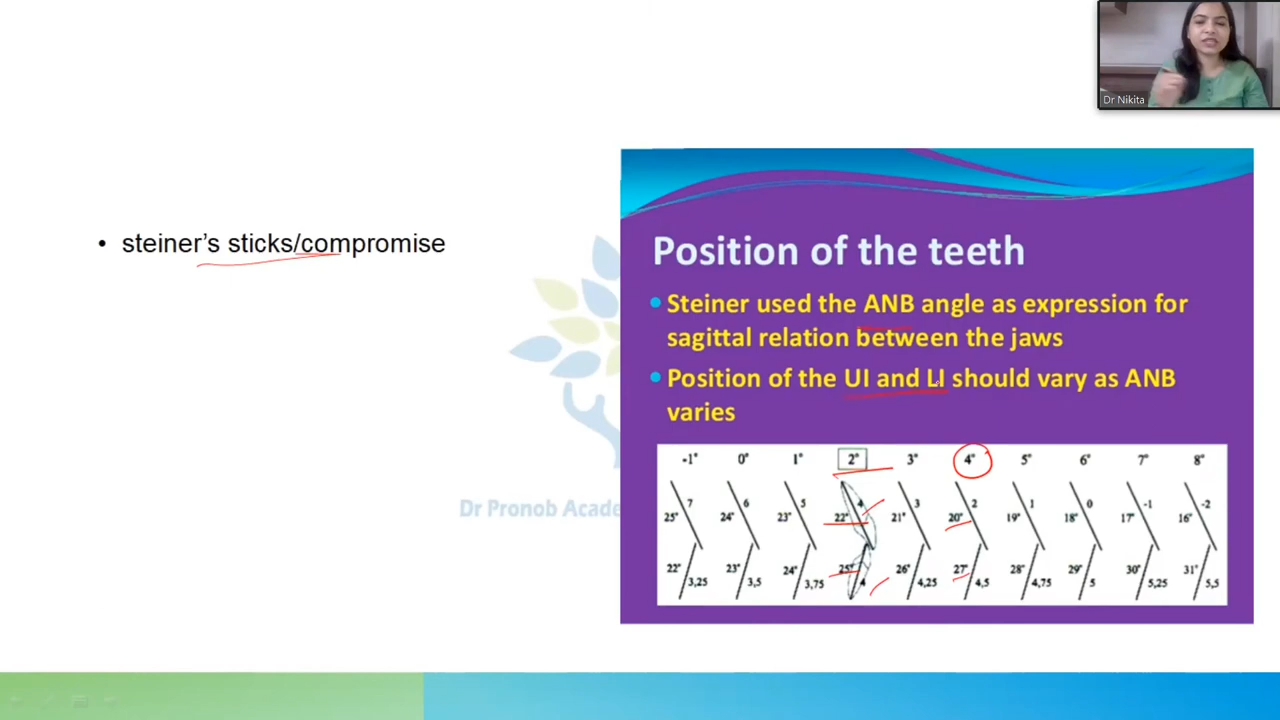 Dr Nikita
• steiner's sticks/compromise
Position of the teeth
• Steiner used the ANB angle as expression for
sagittal relation between the jaws
• Position of the UI and LI should vary as ANB
varies
-1° 0° 1° 2° 3° 4° 5° 6° 7° 8°
7 6 5 4 3 2 1 0 -1 -2
25° 24° 23° 22° 21° 20° 19° 18° 17° 16°
22° 23° 24° 25° 26° 27° 28° 29° 30° 31°
3,25 3,5 3,75 4 4,25 4,5 4,75 5 5,25 5,5
Dr Pronob Acade